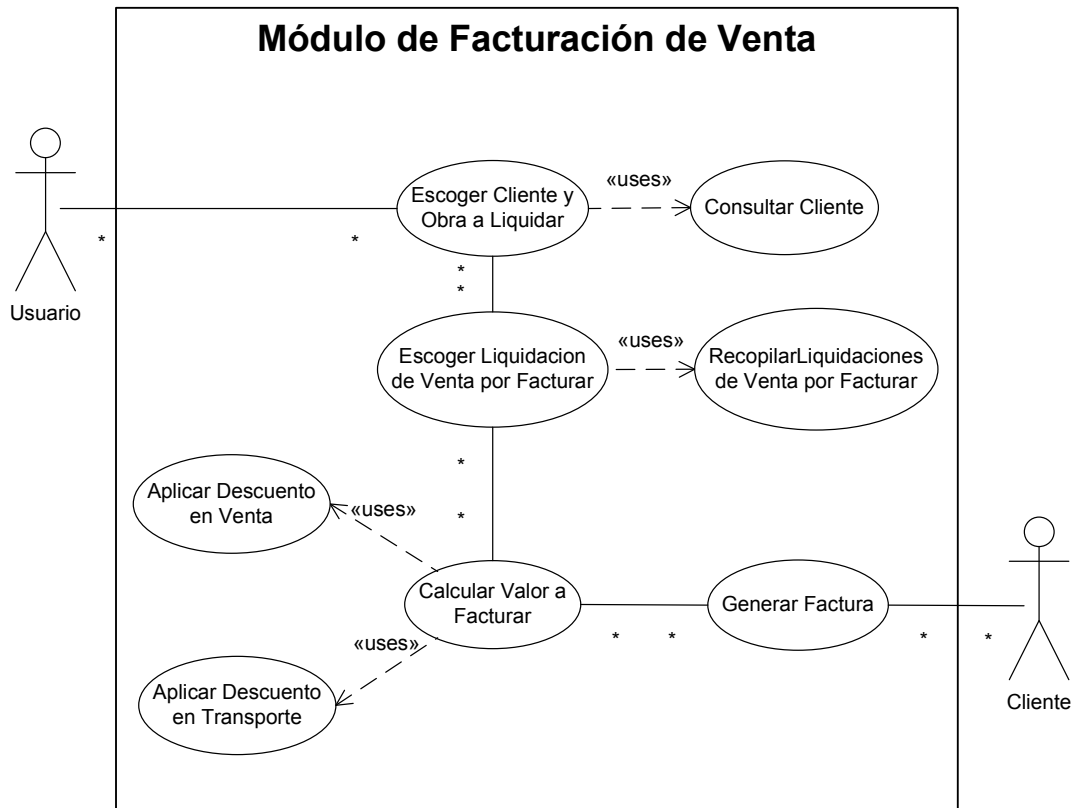 Módulo de Facturación de Venta
Escoger Cliente y
Obra a Liquidar
«uses»
Consultar Cliente
*
*
Usuario
*
*
Escoger Liquidacion
de Venta por Facturar
«uses»
RecopilarLiquidaciones
de Venta por Facturar
*
*
Aplicar Descuento
en Venta
«uses»
Calcular Valor a
Facturar
*
*
Generar Factura
*
*
Cliente
«uses»
Aplicar Descuento
en Transporte